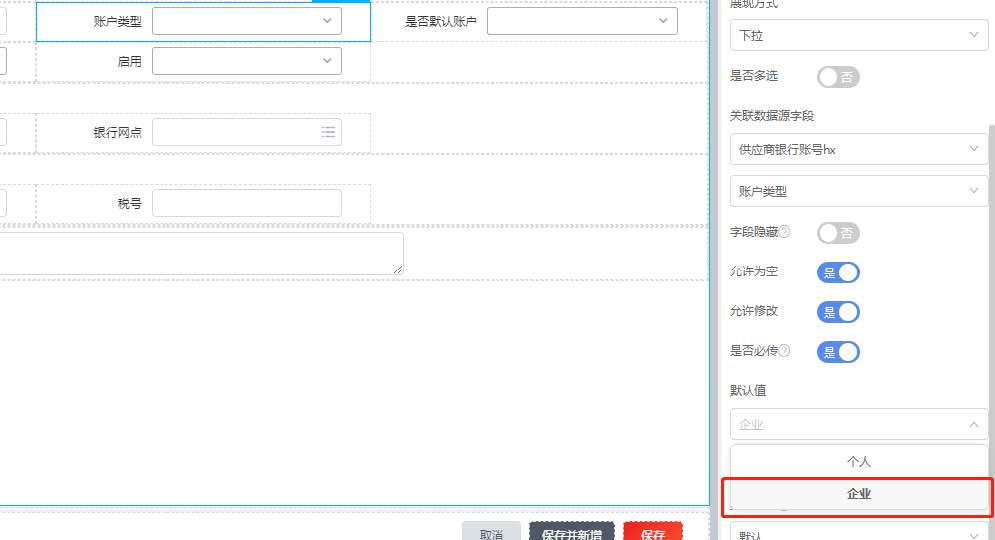 展现方式
账户类型
是否默认账户
下拉
启用
是否多选
否
关联数据源字段
银行网点
供应商银行账号hx
账户类型
税号
字段隐藏
否
允许为空
是
允许修改
是
是否必传
是
默认值
企业
个人
企业
取消
保存并新增
保存
默认